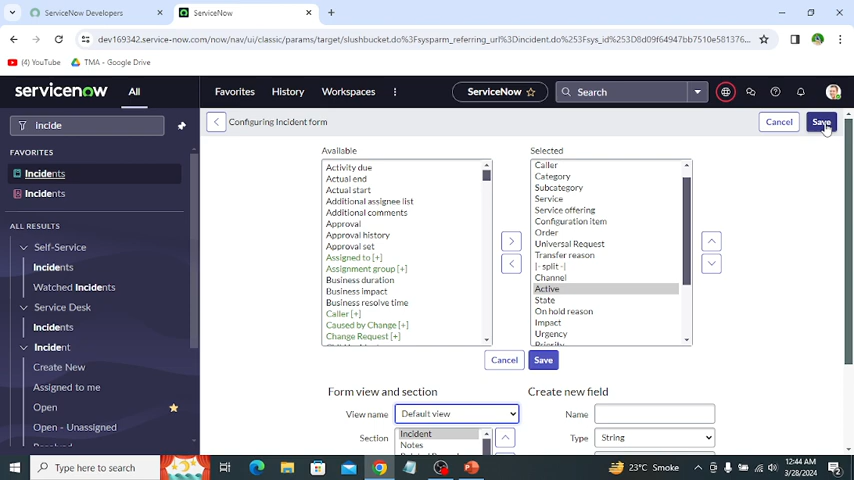 ServiceNow Developers
ServiceNow
dev169342.service-now.com/now/nav/ui/classic/params/target/slushbucket.do%3Fsysparm_referring_url%3Dincident.do%253Fsys_id%253D8d09f64947bb7510e581376...
(4) YouTube
TMA - Google Drive
servicenow
All
Favorites
History
Workspaces
ServiceNow
Search
Incide
FAVORITES
Incidents
Incidents
ALL RESULTS
Self-Service
Incidents
Watched Incidents
Service Desk
Incidents
Incident
Create New
Assigned to me
Open
Open - Unassigned
Resolved
Configuring Incident form
Cancel
Save
Available
Activity due
Actual end
Actual start
Additional assignee list
Additional comments
Approval
Approval history
Approval set
Assigned to [+]
Assignment group [+]
Business duration
Business impact
Business resolve time
Caller [+]
Caused by Change [+]
Change Request [+]
Selected
Caller
Category
Subcategory
Service
Service offering
Configuration item
Order
Universal Request
Transfer reason
|- split -|
Channel
Active
State
On hold reason
Impact
Urgency
Priority
Cancel
Save
Form view and section
View name
Default view
Section
Incident
Notes
Create new field
Name
Type
String
Type here to search
23°C Smoke
12:44 AM
3/28/2024
2